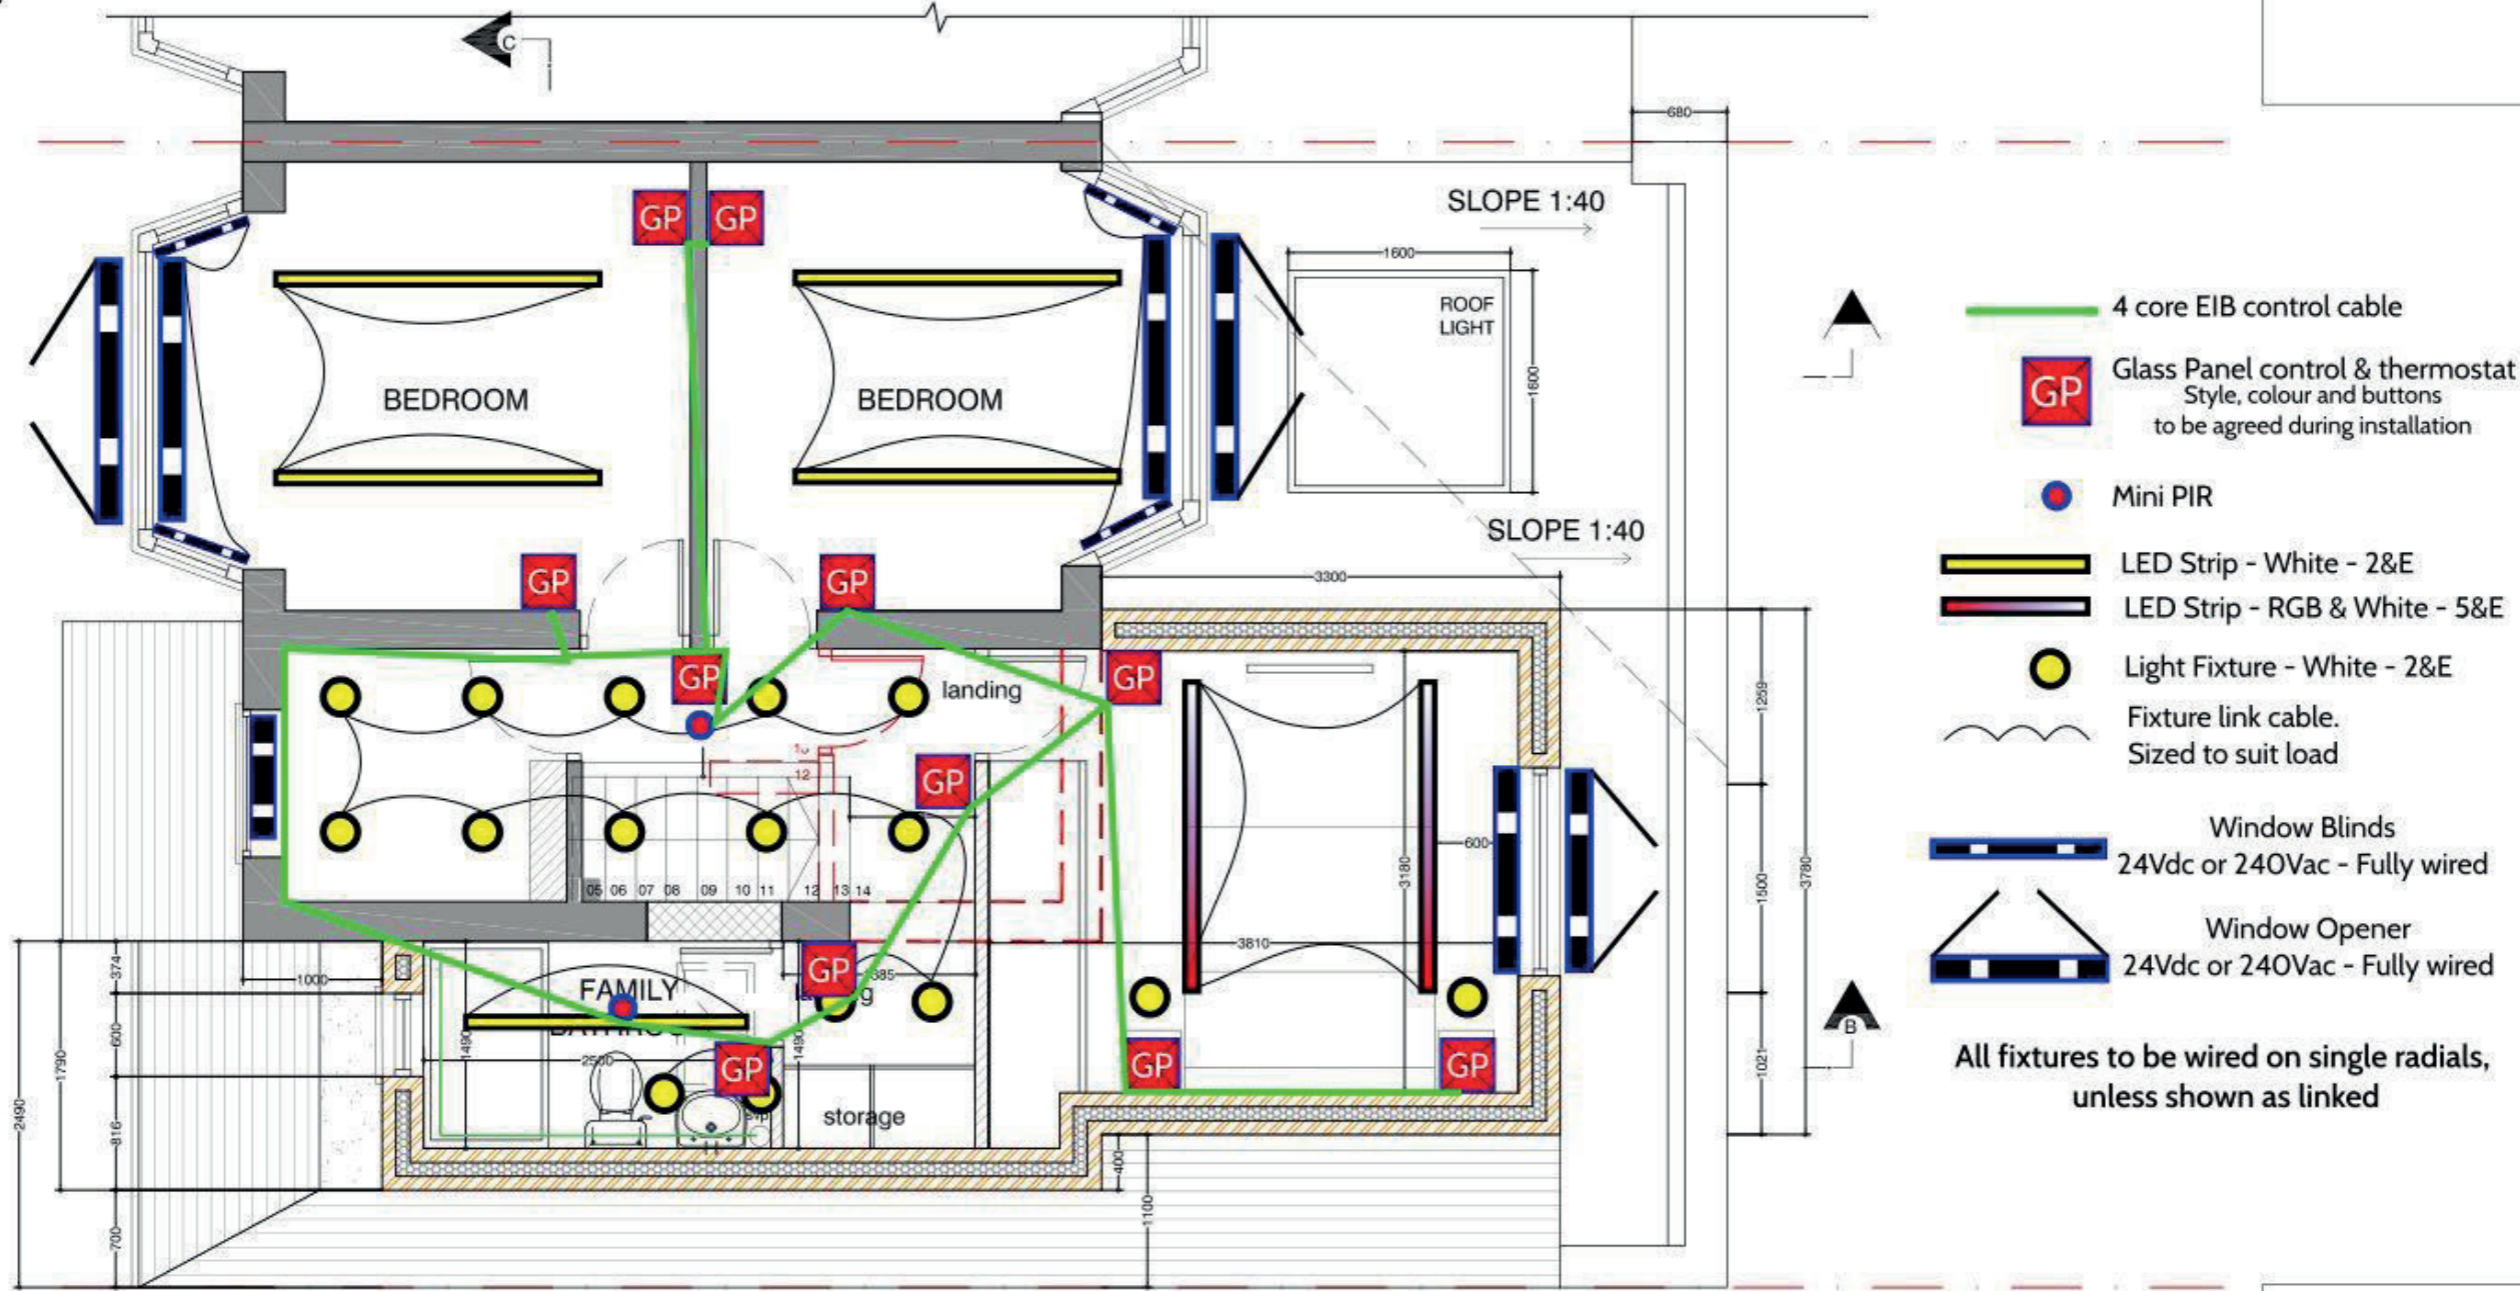 C
680
SLOPE 1:40
GP
GP
1600
ROOF
LIGHT
1600
BEDROOM
BEDROOM
SLOPE 1:40
GP
GP
3300
GP
GP
landing
1259
12
GP
600
3180
1500
3780
05 06 07 08 09 10 11 12 13 14
3810
GP
374
1000
FAMILY
1490
2500
1490
600
1790
2490
GP
GP
GP
B
1021
816
storage
400
1100
700
4 core EIB control cable
GP
Glass Panel control & thermostat
Style, colour and buttons
to be agreed during installation
Mini PIR
LED Strip - White - 2&E
LED Strip - RGB & White - 5&E
Light Fixture - White - 2&E
Fixture link cable.
Sized to suit load
Window Blinds
24Vdc or 240Vac - Fully wired
Window Opener
24Vdc or 240Vac - Fully wired
All fixtures to be wired on single radials,
unless shown as linked